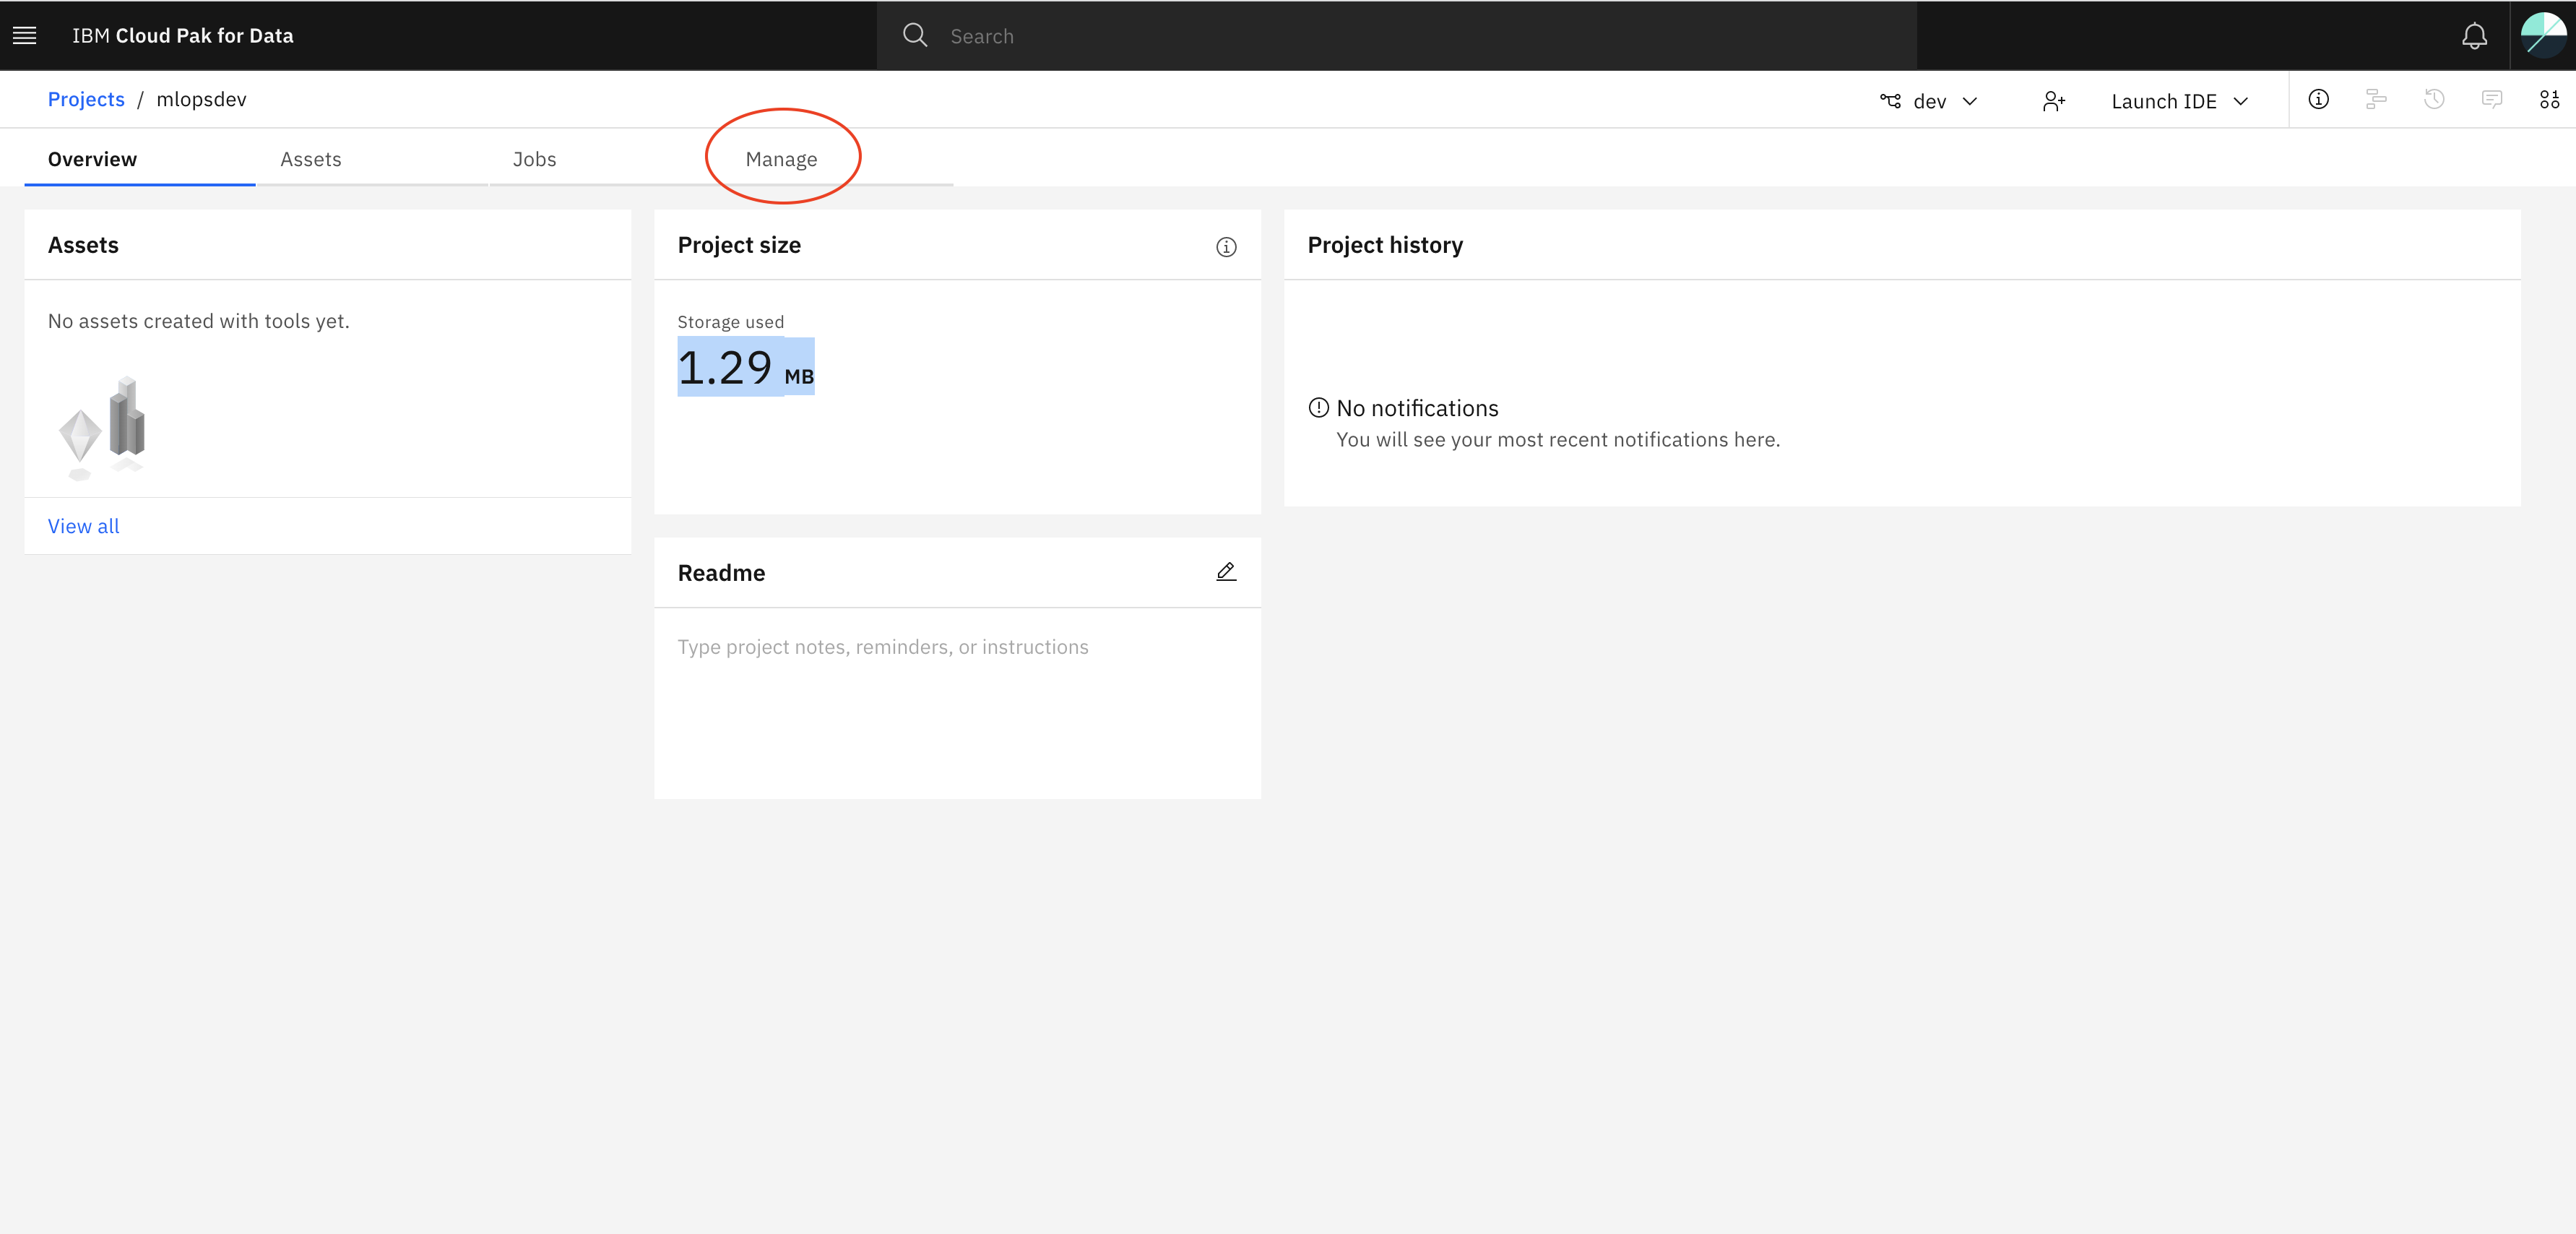 IBM Cloud Pak for Data
Search
Projects / mlopsdev
dev
Launch IDE
Overview
Assets
Jobs
Manage
Assets
No assets created with tools yet.
View all
Project size
Storage used
1.29 MB
Readme
Type project notes, reminders, or instructions
Project history
No notifications
You will see your most recent notifications here.